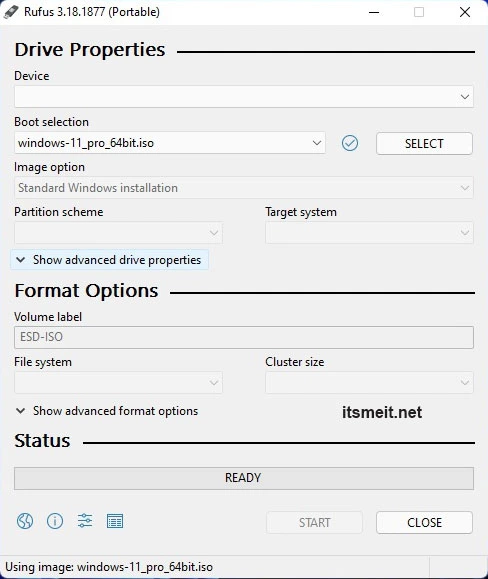 Rufus 3.18.1877 (Portable)
Drive Properties
Device
Boot selection
windows-11_pro_64bit.iso
SELECT
Image option
Standard Windows installation
Partition scheme
Target system
Show advanced drive properties
Format Options
Volume label
ESD-ISO
File system
Cluster size
Show advanced format options
itsmeit.net
Status
READY
START
CLOSE
Using image: windows-11_pro_64bit.iso